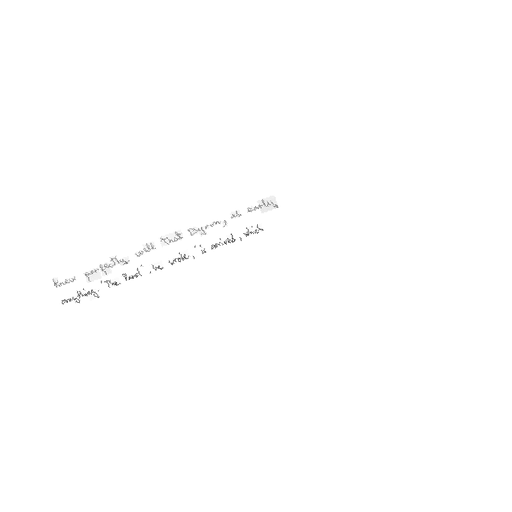 knew perfectly well that Byron, as early
everything. 'The Poet,' he wrote, 'is arrived, which